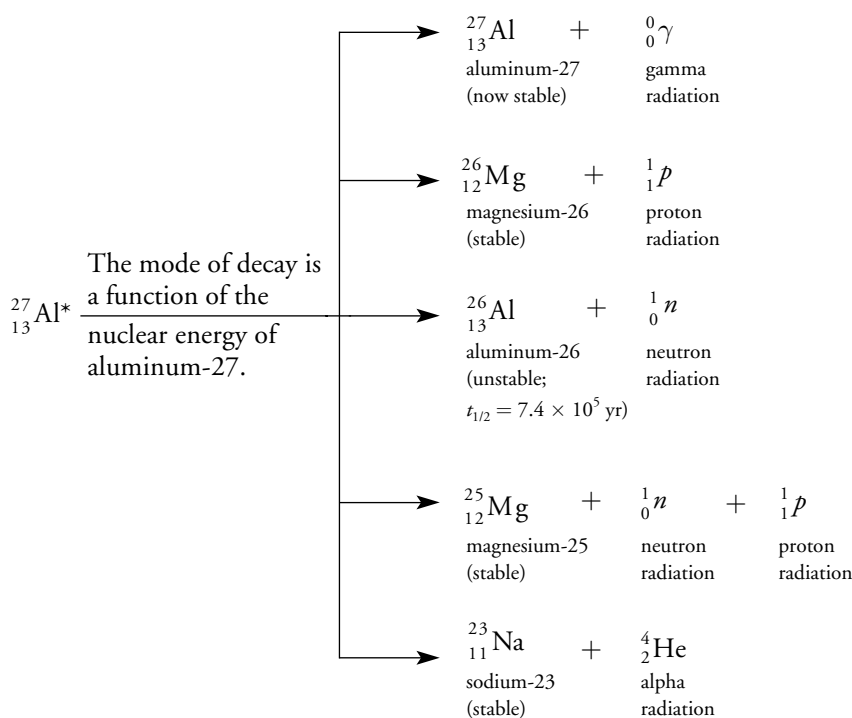 ²⁷₁₃Al + ⁰₀γ
aluminum-27 gamma
(now stable) radiation
²⁶₁₂Mg + ¹₁p
magnesium-26 proton
(stable) radiation
The mode of decay is
a function of the
²⁷₁₃Al*
nuclear energy of
aluminum-27.
²⁶₁₃Al + ¹₀n
aluminum-26 neutron
(unstable; radiation
t₁/₂ = 7.4 × 10⁵ yr)
²⁵₁₂Mg + ¹₀n + ¹₁p
magnesium-25 neutron proton
(stable) radiation radiation
²³₁₁Na + ⁴₂He
sodium-23 alpha
(stable) radiation